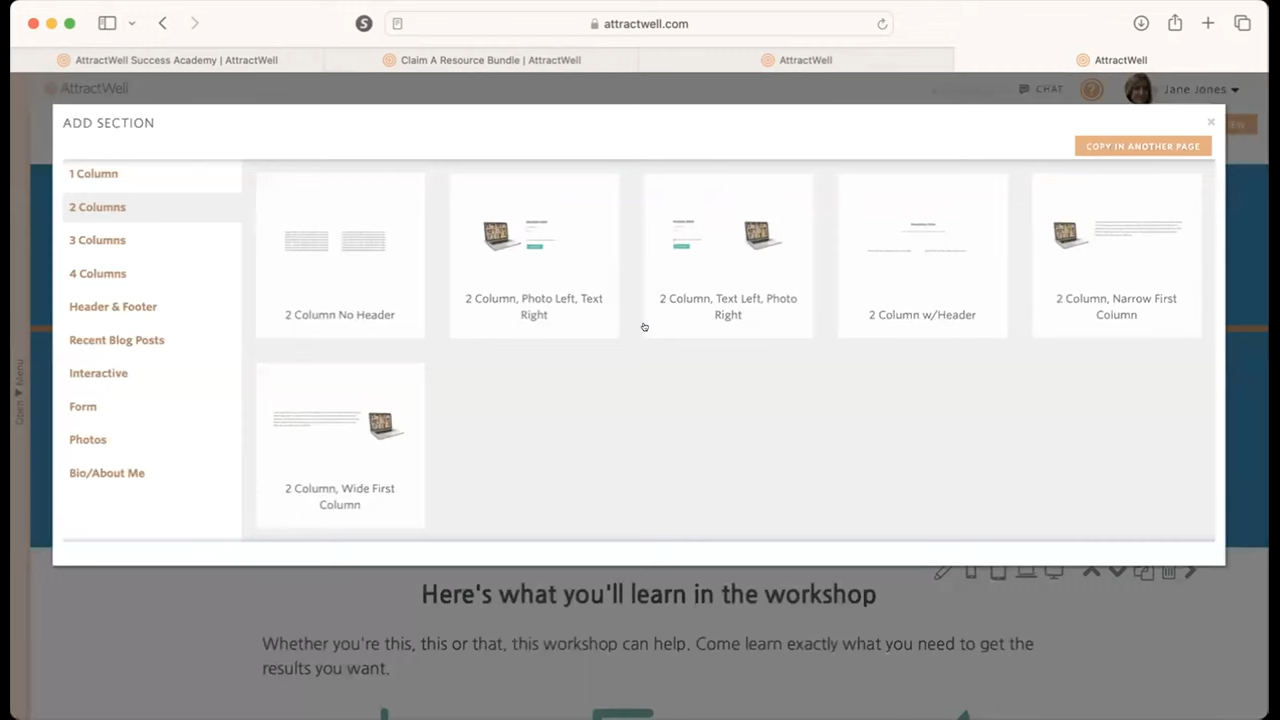 attractwell.com
AttractWell Success Academy | AttractWell
Claim A Resource Bundle | AttractWell
AttractWell
AttractWell
AttractWell
CHAT
?
Jane Jones
ADD SECTION
COPY IN ANOTHER PAGE
1 Column
2 Columns
3 Columns
4 Columns
Header & Footer
Recent Blog Posts
Interactive
Form
Photos
Bio/About Me
2 Column No Header
2 Column, Photo Left, Text
Right
2 Column, Text Left, Photo
Right
2 Column w/Header
2 Column, Narrow First
Column
2 Column, Wide First
Column
Menu
Here's what you'll learn in the workshop
Whether you're this, this or that, this workshop can help. Come learn exactly what you need to get the
results you want.